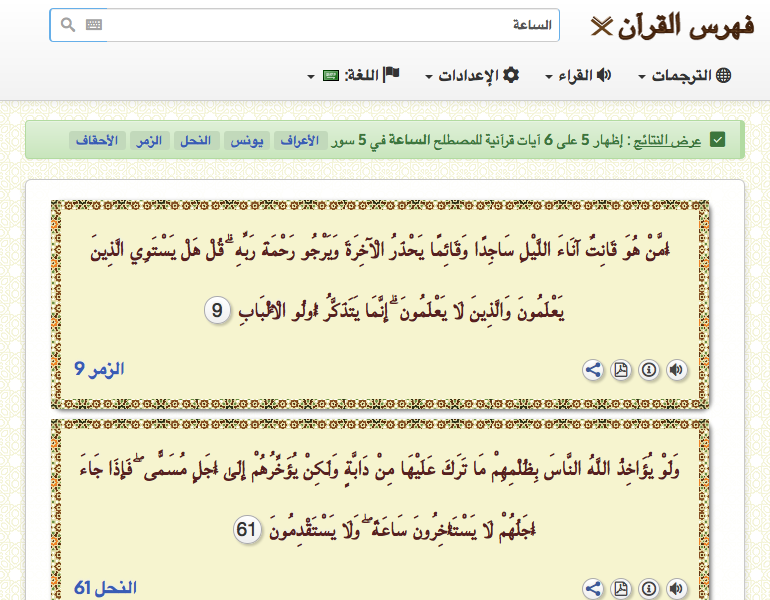 فهرس القرآن
الساعة
الترجمات القراء الإعدادات اللغة:
عرض النتائج : إظهار 5 على 6 آيات قرآنية للمصطلح الساعة في 5 سور الأعراف يونس النحل الزمر الأحقاف
أَمَّنْ هُوَ قَانِتٌ آنَاءَ اللَّيْلِ سَاجِدًا وَقَائِمًا يَحْذَرُ الْآخِرَةَ وَيَرْجُو رَحْمَةَ رَبِّهِ ۗ قُلْ هَلْ يَسْتَوِي الَّذِينَ
يَعْلَمُونَ وَالَّذِينَ لَا يَعْلَمُونَ ۗ إِنَّمَا يَتَذَكَّرُ أُولُو الْأَلْبَابِ 9
الزمر 9
وَلَوْ يُؤَاخِذُ اللَّهُ النَّاسَ بِظُلْمِهِمْ مَا تَرَكَ عَلَيْهَا مِنْ دَابَّةٍ وَلَكِنْ يُؤَخِّرُهُمْ إِلَى أَجَلٍ مُسَمًّى ۖ فَإِذَا جَاءَ
أَجَلُهُمْ لَا يَسْتَأْخِرُونَ سَاعَةً ۖ وَلَا يَسْتَقْدِمُونَ 61
النحل 61